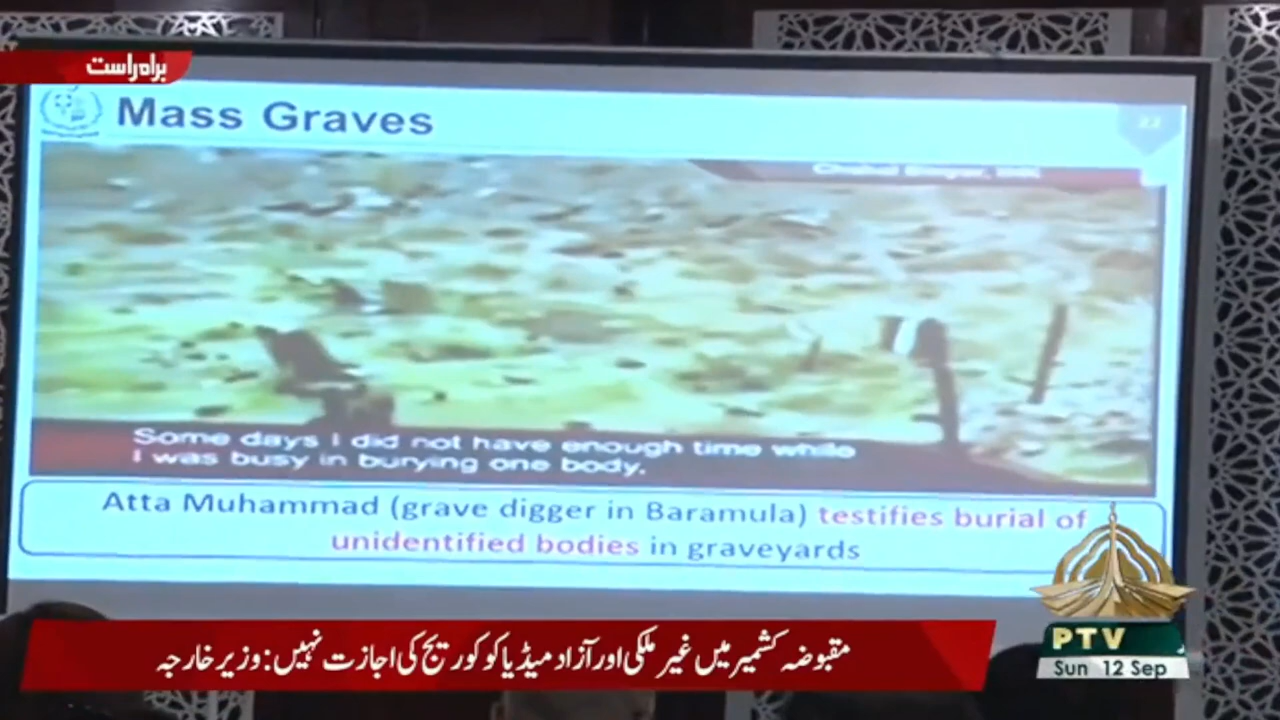 براہ راست
Mass Graves
22
Some days I did not have enough time while
I was busy in burying one body.
Atta Muhammad (grave digger in Baramula) testifies burial of
unidentified bodies in graveyards
مقبوضہ کشمیر میں غیر ملکی اور آزاد میڈیا کو کوریج کی اجازت نہیں: وزیر خارجہ
PTV
Sun 12 Sep